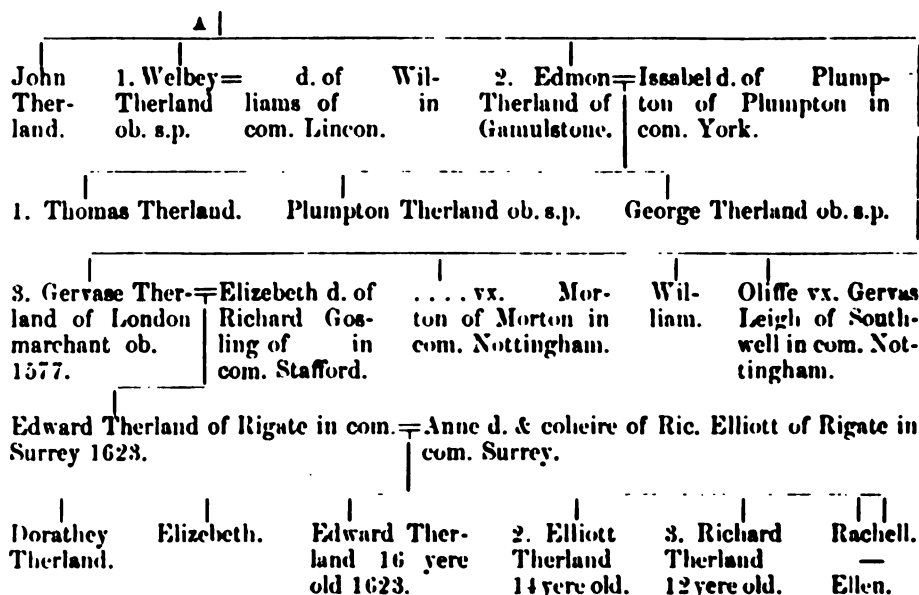 A
John Ther-land. 1. Welbey Therland ob. s.p. = d. of Wil-liams of in com. Lincon. 2. Edmon Therland of Gamulstone. = Issabel d. of Plump-ton of Plumpton in com. York.
1. Thomas Therland. Plumpton Therland ob. s.p. George Therland ob. s.p.
3. Gervase Ther-land of London marchant ob. 1577. = Elizebeth d. of Richard Gos-ling of in com. Stafford. .... vx. Mor-ton of Morton in com. Nottingham. Wil-liam. Oliffe vx. Gervas Leigh of South-well in com. Not-tingham.
Edward Therland of Rigate in com. = Anne d. & coheire of Ric. Elliott of Rigate in
Surrey 1623. com. Surrey.
Dorathey Therland. Elizebeth. Edward Ther-land 16 yere old 1623. 2. Elliott Therland 14 yere old. 3. Richard Therland 12 yere old. Rachell. — Ellen.